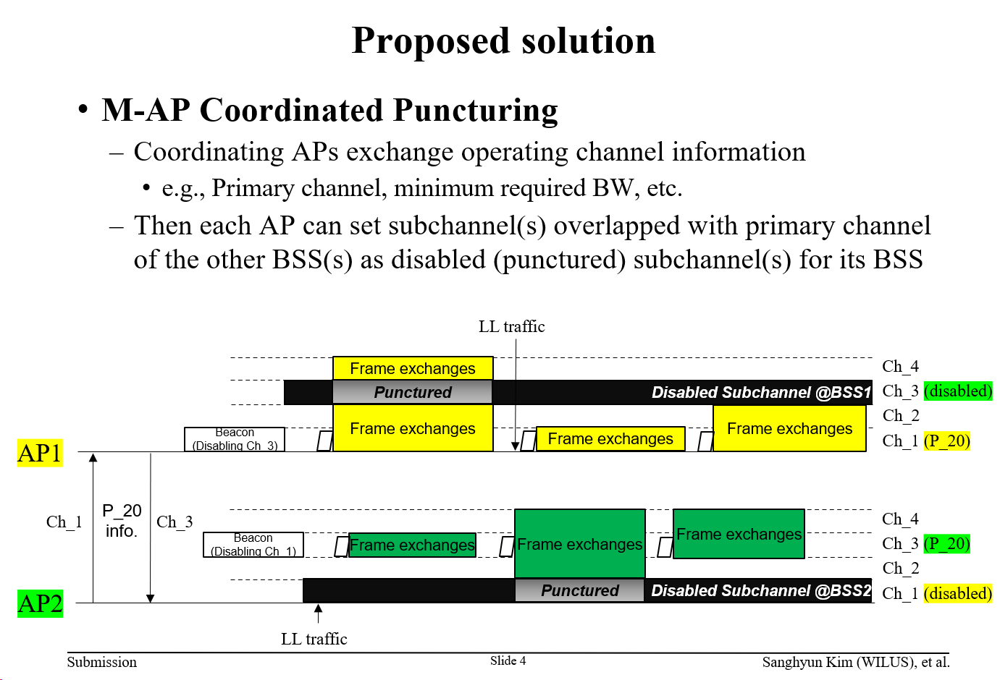 Proposed solution
• M-AP Coordinated Puncturing
– Coordinating APs exchange operating channel information
• e.g., Primary channel, minimum required BW, etc.
– Then each AP can set subchannel(s) overlapped with primary channel
of the other BSS(s) as disabled (punctured) subchannel(s) for its BSS
LL traffic
Frame exchanges
Ch_4
Punctured
Disabled Subchannel @BSS1
Ch_3 (disabled)
Frame exchanges
Frame exchanges
Ch_2
Beacon
(Disabling Ch_3)
Frame exchanges
Ch_1 (P_20)
AP1
Ch_1
P_20
info.
Ch_3
Ch_4
Beacon
(Disabling Ch_1)
Frame exchanges
Frame exchanges
Frame exchanges
Ch_3 (P_20)
Ch_2
Punctured
Disabled Subchannel @BSS2
Ch_1 (disabled)
AP2
LL traffic
Submission
Slide 4
Sanghyun Kim (WILUS), et al.